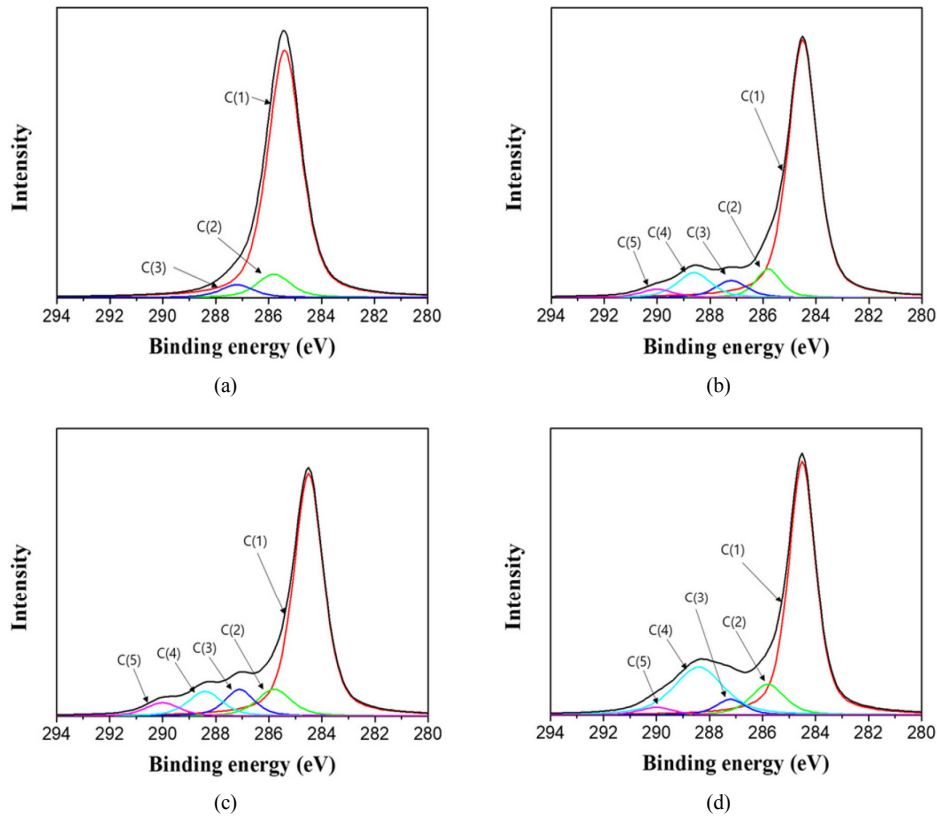 Intensity
C(1)
C(2)
C(3)
294 292 290 288 286 284 282 280
Binding energy (eV)
(a)
Intensity
C(1)
C(2)
C(3)
C(4)
C(5)
294 292 290 288 286 284 282 280
Binding energy (eV)
(b)
Intensity
C(1)
C(2)
C(3)
C(4)
C(5)
294 292 290 288 286 284 282 280
Binding energy (eV)
(c)
Intensity
C(1)
C(3)
C(2)
C(4)
C(5)
294 292 290 288 286 284 282 280
Binding energy (eV)
(d)